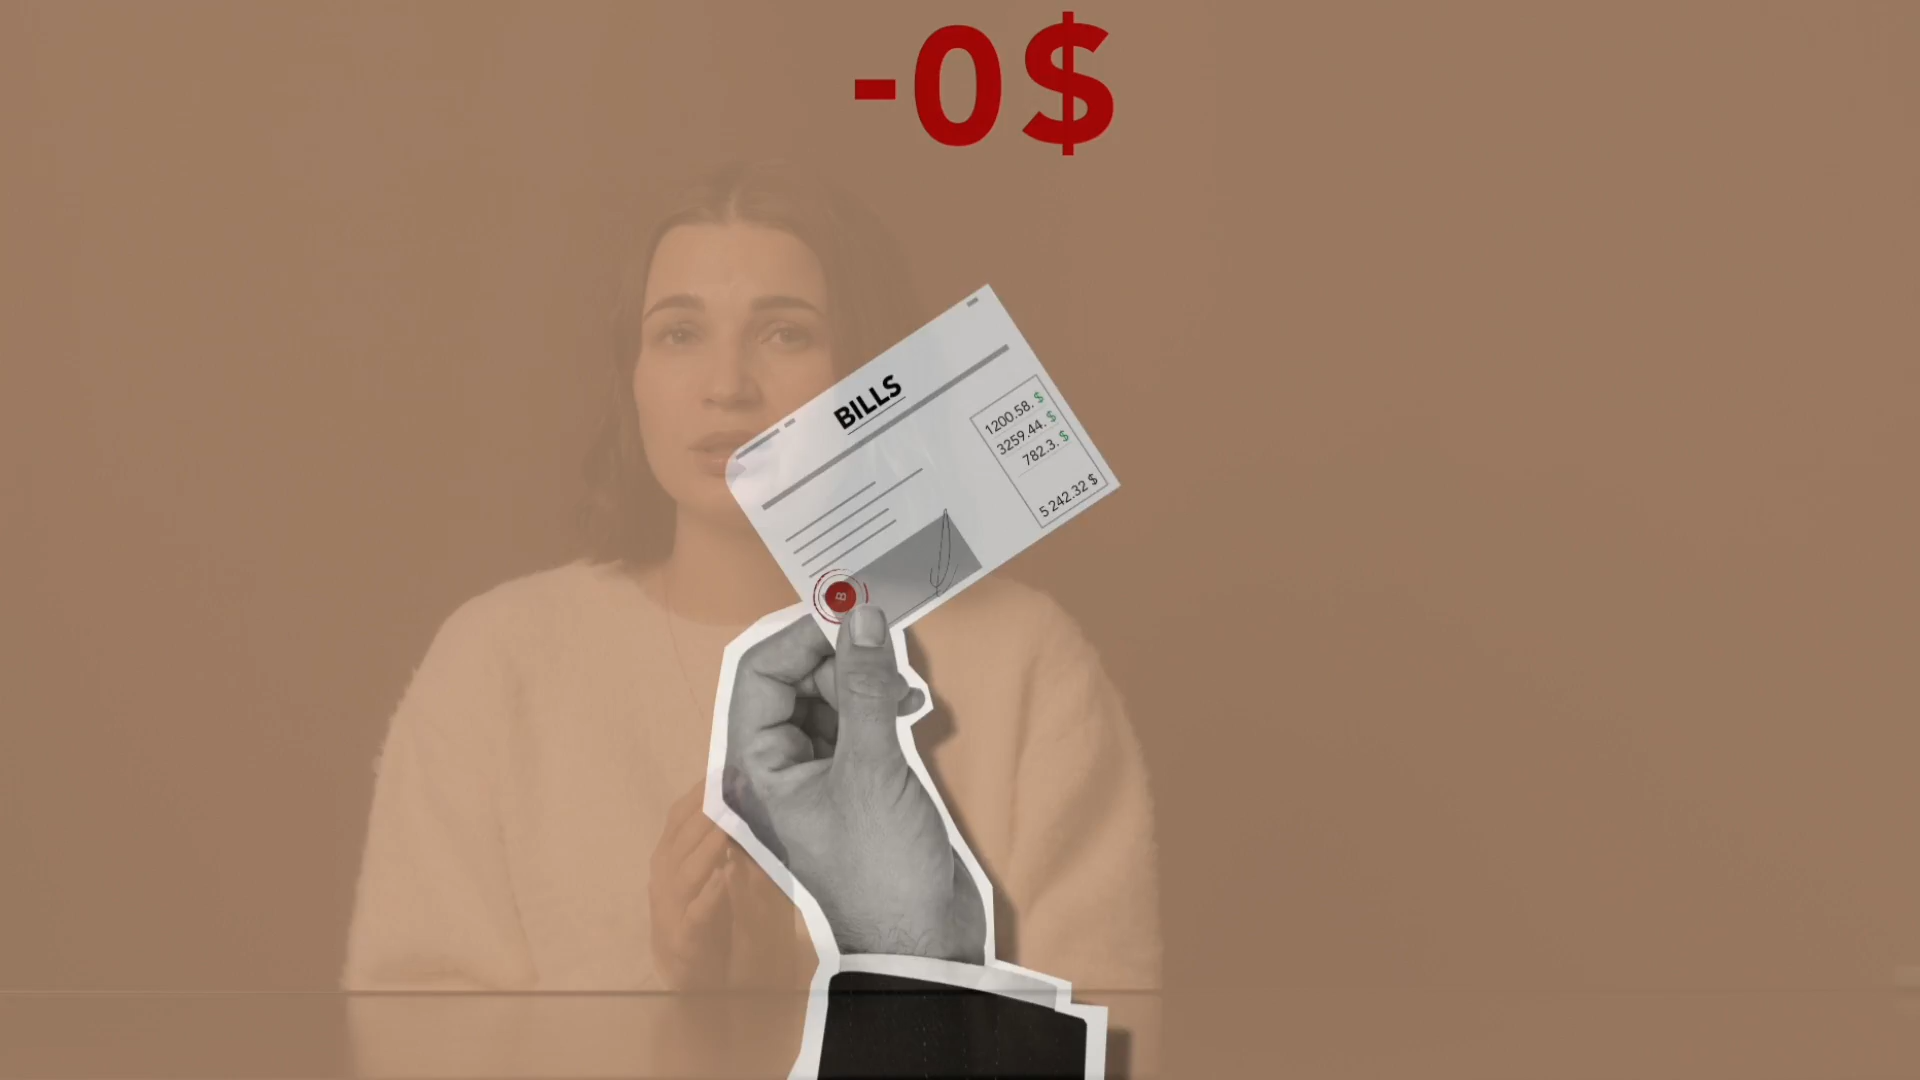 -0$
BILLS
1200.58. $
3259.44. $
782.3. $
5 242.32 $
B